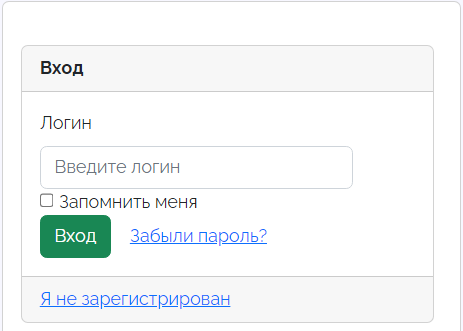 Вход
Логин
Введите логин
Запомнить меня
Вход Забыли пароль?
Я не зарегистрирован